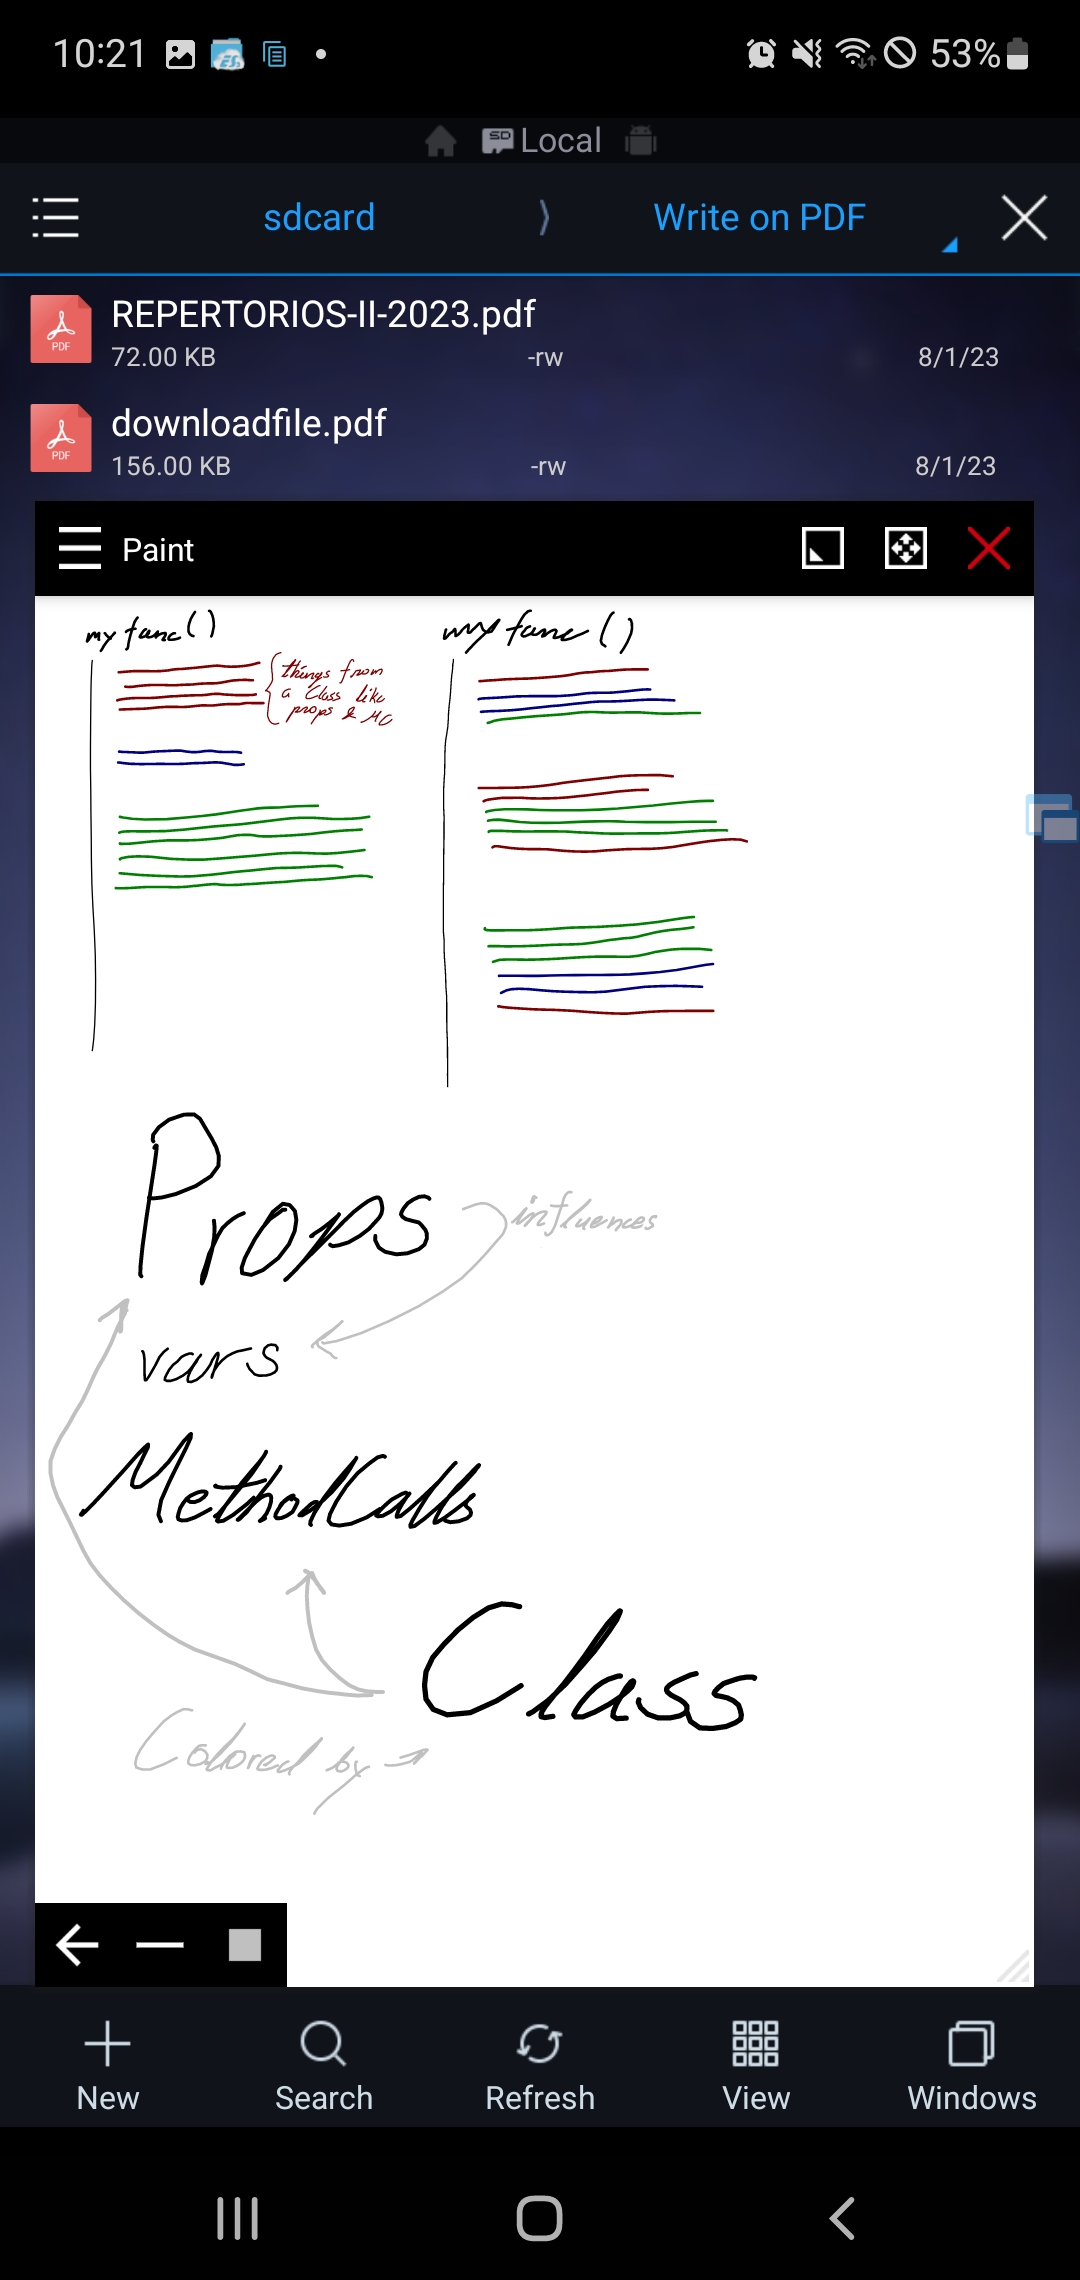 10:21
53%
Local
sdcard
Write on PDF
REPERTORIOS-II-2023.pdf
72.00 KB -rw 8/1/23
downloadfile.pdf
156.00 KB -rw 8/1/23
Paint
my func()
things from
a Class like
props & MC
my func()
Props
influences
vars
MethodCalls
Class
Colored by
New
Search
Refresh
View
Windows